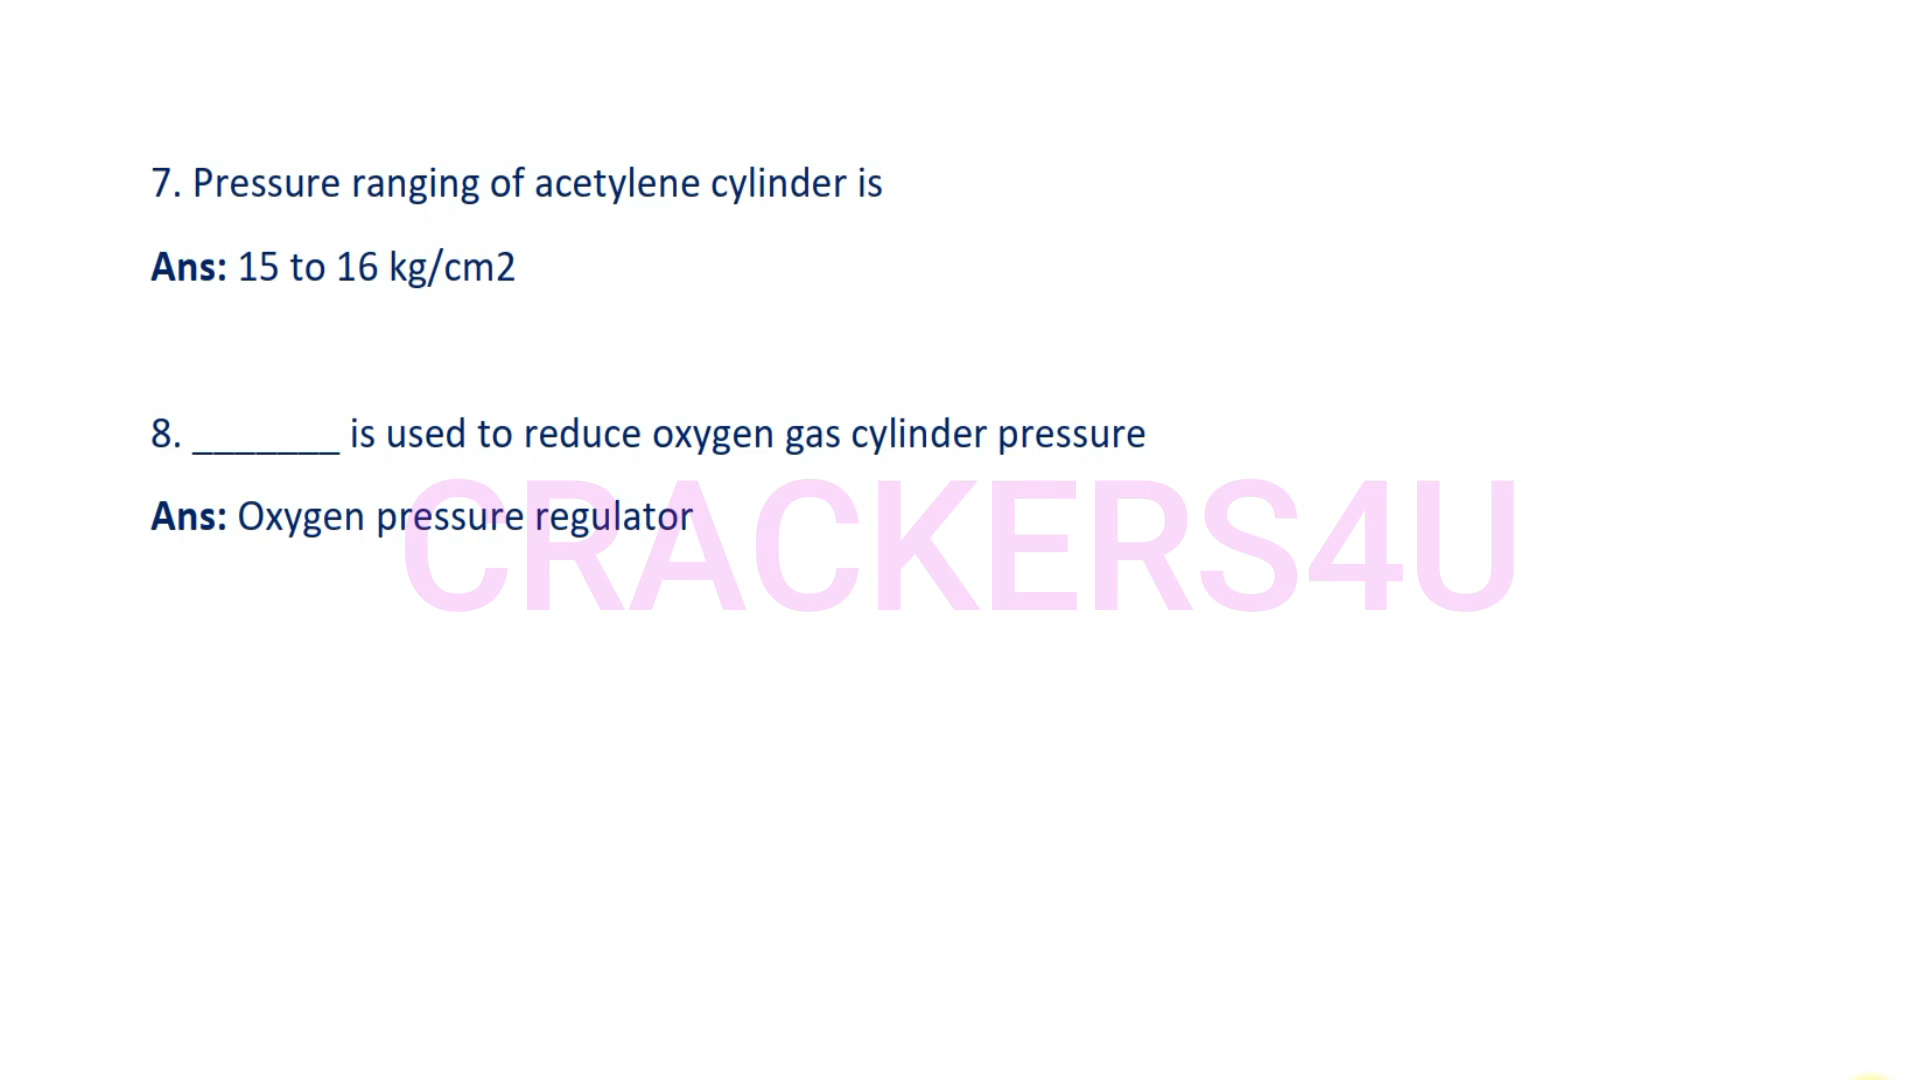 7. Pressure ranging of acetylene cylinder is
Ans: 15 to 16 kg/cm2
8. _______ is used to reduce oxygen gas cylinder pressure
Ans: Oxygen pressure regulator
CRACKERS4U